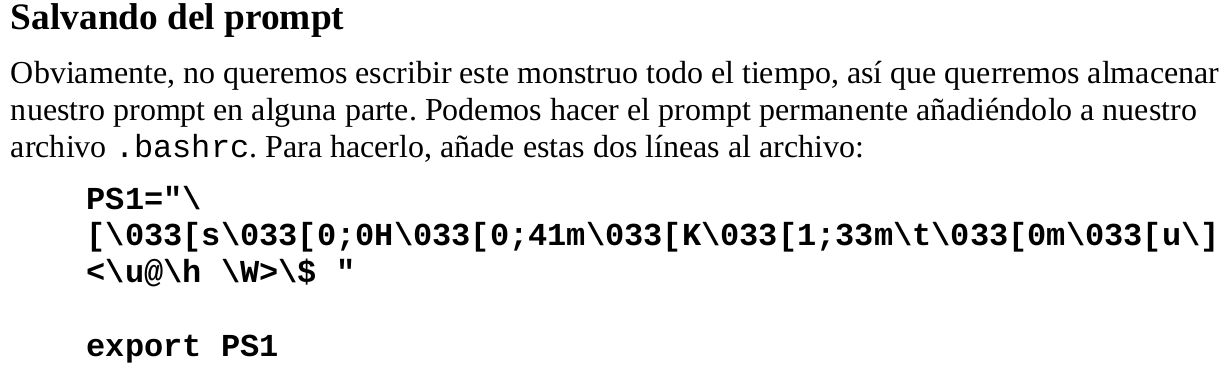 Salvando del prompt
Obviamente, no queremos escribir este monstruo todo el tiempo, así que querremos almacenar
nuestro prompt en alguna parte. Podemos hacer el prompt permanente añadiéndolo a nuestro
archivo .bashrc. Para hacerlo, añade estas dos líneas al archivo:
PS1="\
[\033[s\033[0;0H\033[0;41m\033[K\033[1;33m\t\033[0m\033[u\]
<\u@\h \W>\$ "
export PS1